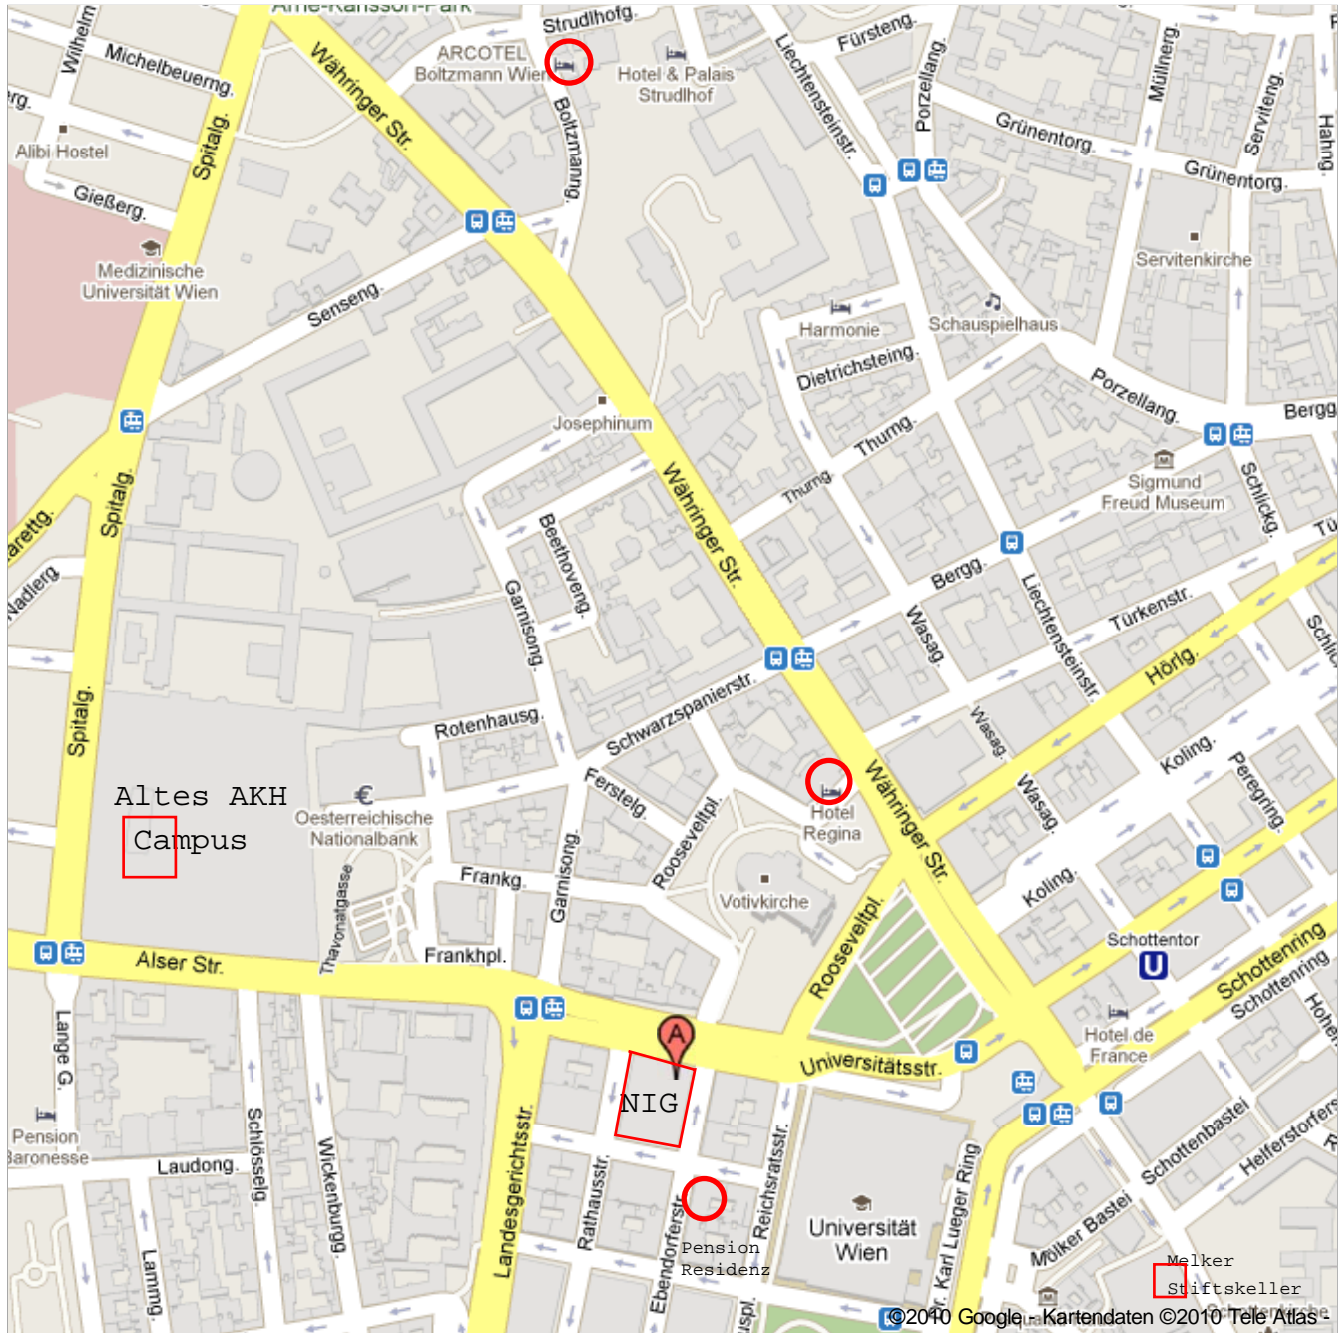 Arne-Karlsson-Park
Strudlhofg.
Wilhelm
Michelbeuerng.
Währinger Str.
ARCOTEL
Boltzmann Wien
Hotel & Palais
Strudlhof
Liechtensteinstr.
Fürsteng.
Porzellang.
Müllnerg.
Serviteng.
Hahng.
Alibi Hostel
Spitalg.
Gießerg.
Boltzmanng.
Grünentorg.
Grünentorg.
Medizinische
Universität Wien
Senseng.
Servitenkirche
Harmonie
Schauspielhaus
Dietrichsteing.
Porzellang.
Bergg.
Josephinum
Thurng.
Thurng.
Sigmund
Freud Museum
Schlickg.
Währinger Str.
Spitalg.
Nadlerg.
Beethoveng.
Garnisong.
Bergg.
Wasag.
Liechtensteinstr.
Türkenstr.
Hörlg.
Spitalg.
Rotenhausg.
Schwarzspanierstr.
Wasag.
Koling.
Peregring.
Altes AKH
Campus
Oesterreichische
Nationalbank
Ferstelg.
Rooseveltpl.
Hotel
Regina
Währinger Str.
Wasag.
Thavonatgasse
Frankg.
Garnisong.
Votivkirche
Koling.
Rooseveltpl.
Alser Str.
Frankhpl.
Schottentor
U
Schottenring
Schottenring
A
Universitätsstr.
Hotel de
France
Lange G.
NIG
Pension
Baronesse
Laudong.
Schösselg.
Wickenburgg.
Landesgerichtsstr.
Rathausstr.
Ebendorferstr.
Reichsratsstr.
Schottenbastei
Helferstorfers
Universität
Wien
Dr. Karl Lueger Ring
Mölker Bastei
Pension
Residenz
Lammg.
Melker
Stiftskeller
©2010 Google - Kartendaten ©2010 Tele Atlas -